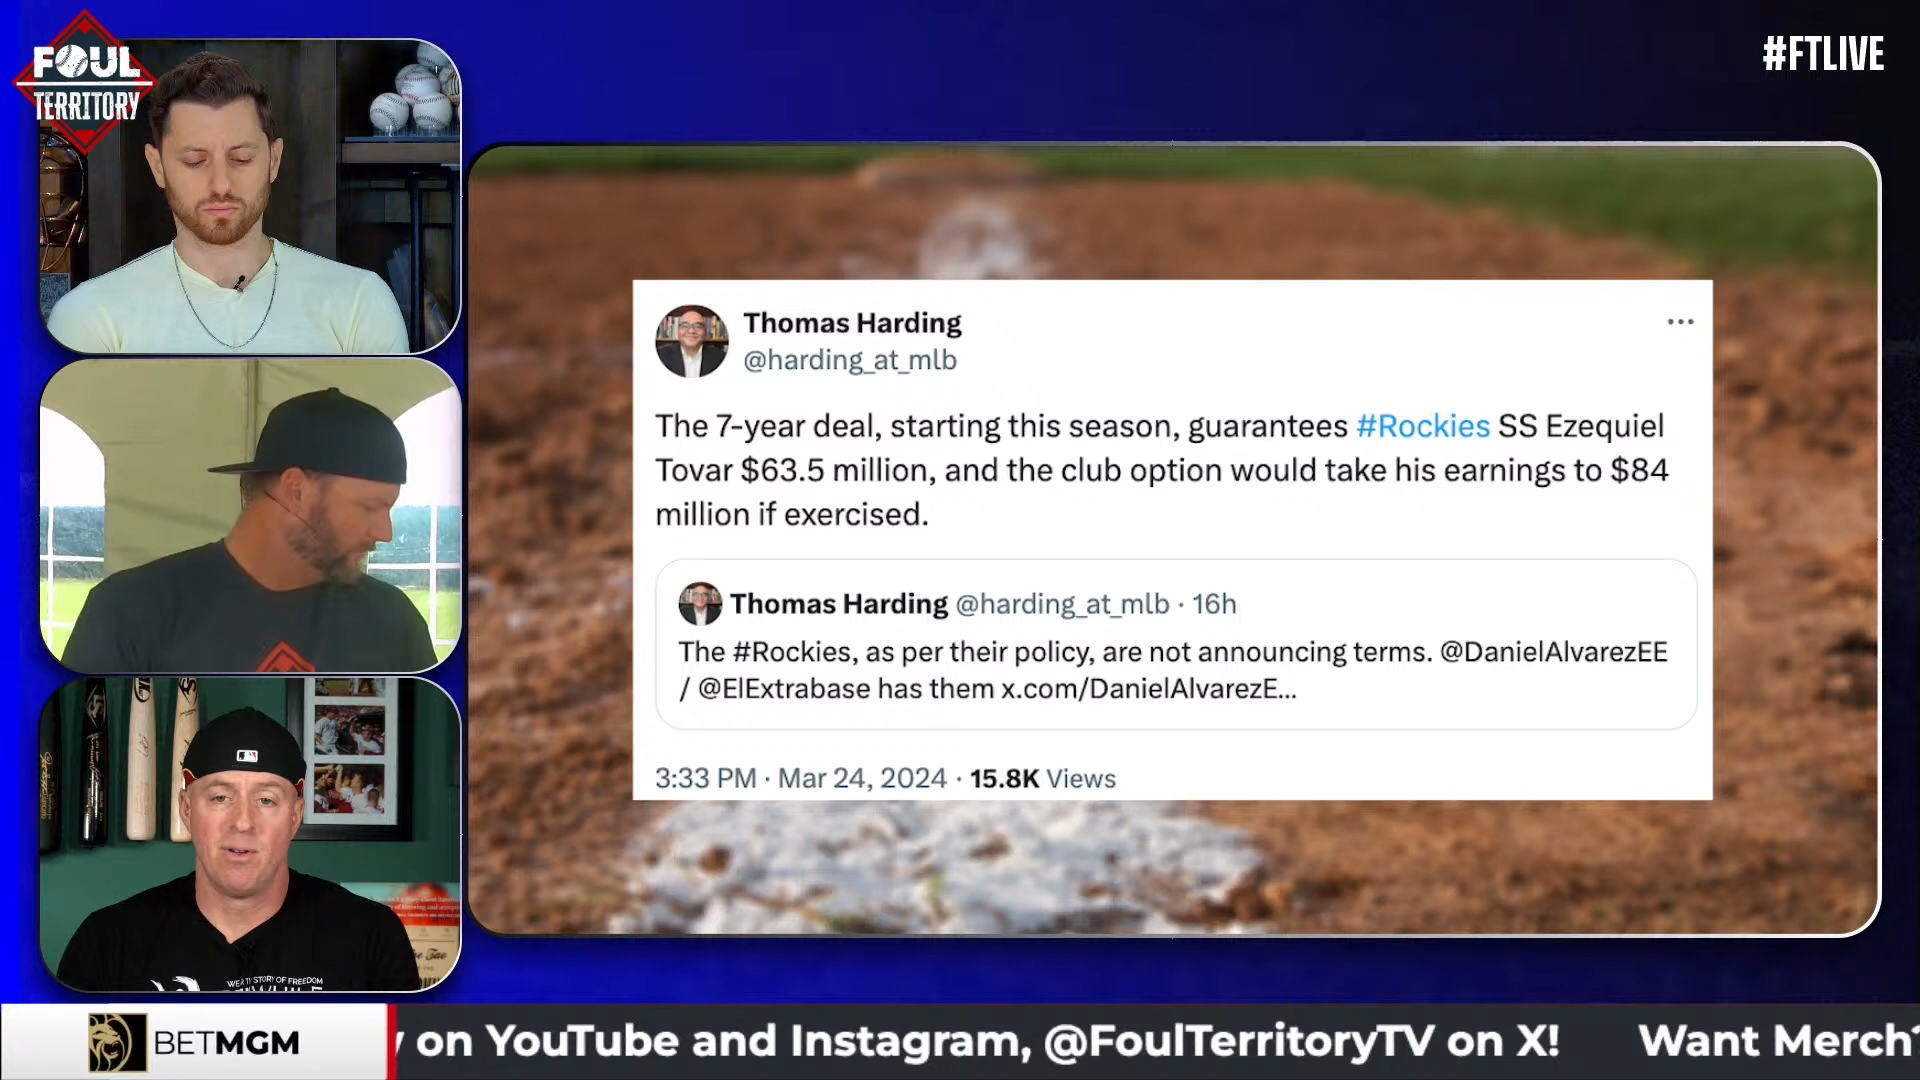 FOUL
TERRITORY
#FTLIVE
Thomas Harding
@harding_at_mlb
The 7-year deal, starting this season, guarantees #Rockies SS Ezequiel
Tovar $63.5 million, and the club option would take his earnings to $84
million if exercised.
Thomas Harding @harding_at_mlb · 16h
The #Rockies, as per their policy, are not announcing terms. @DanielAlvarezEE
/ @ElExtrabase has them x.com/DanielAlvarezE...
3:33 PM · Mar 24, 2024 · 15.8K Views
STORY OF FREEDOM
BETMGM
y on YouTube and Instagram, @FoulTerritoryTV on X! Want Merch?